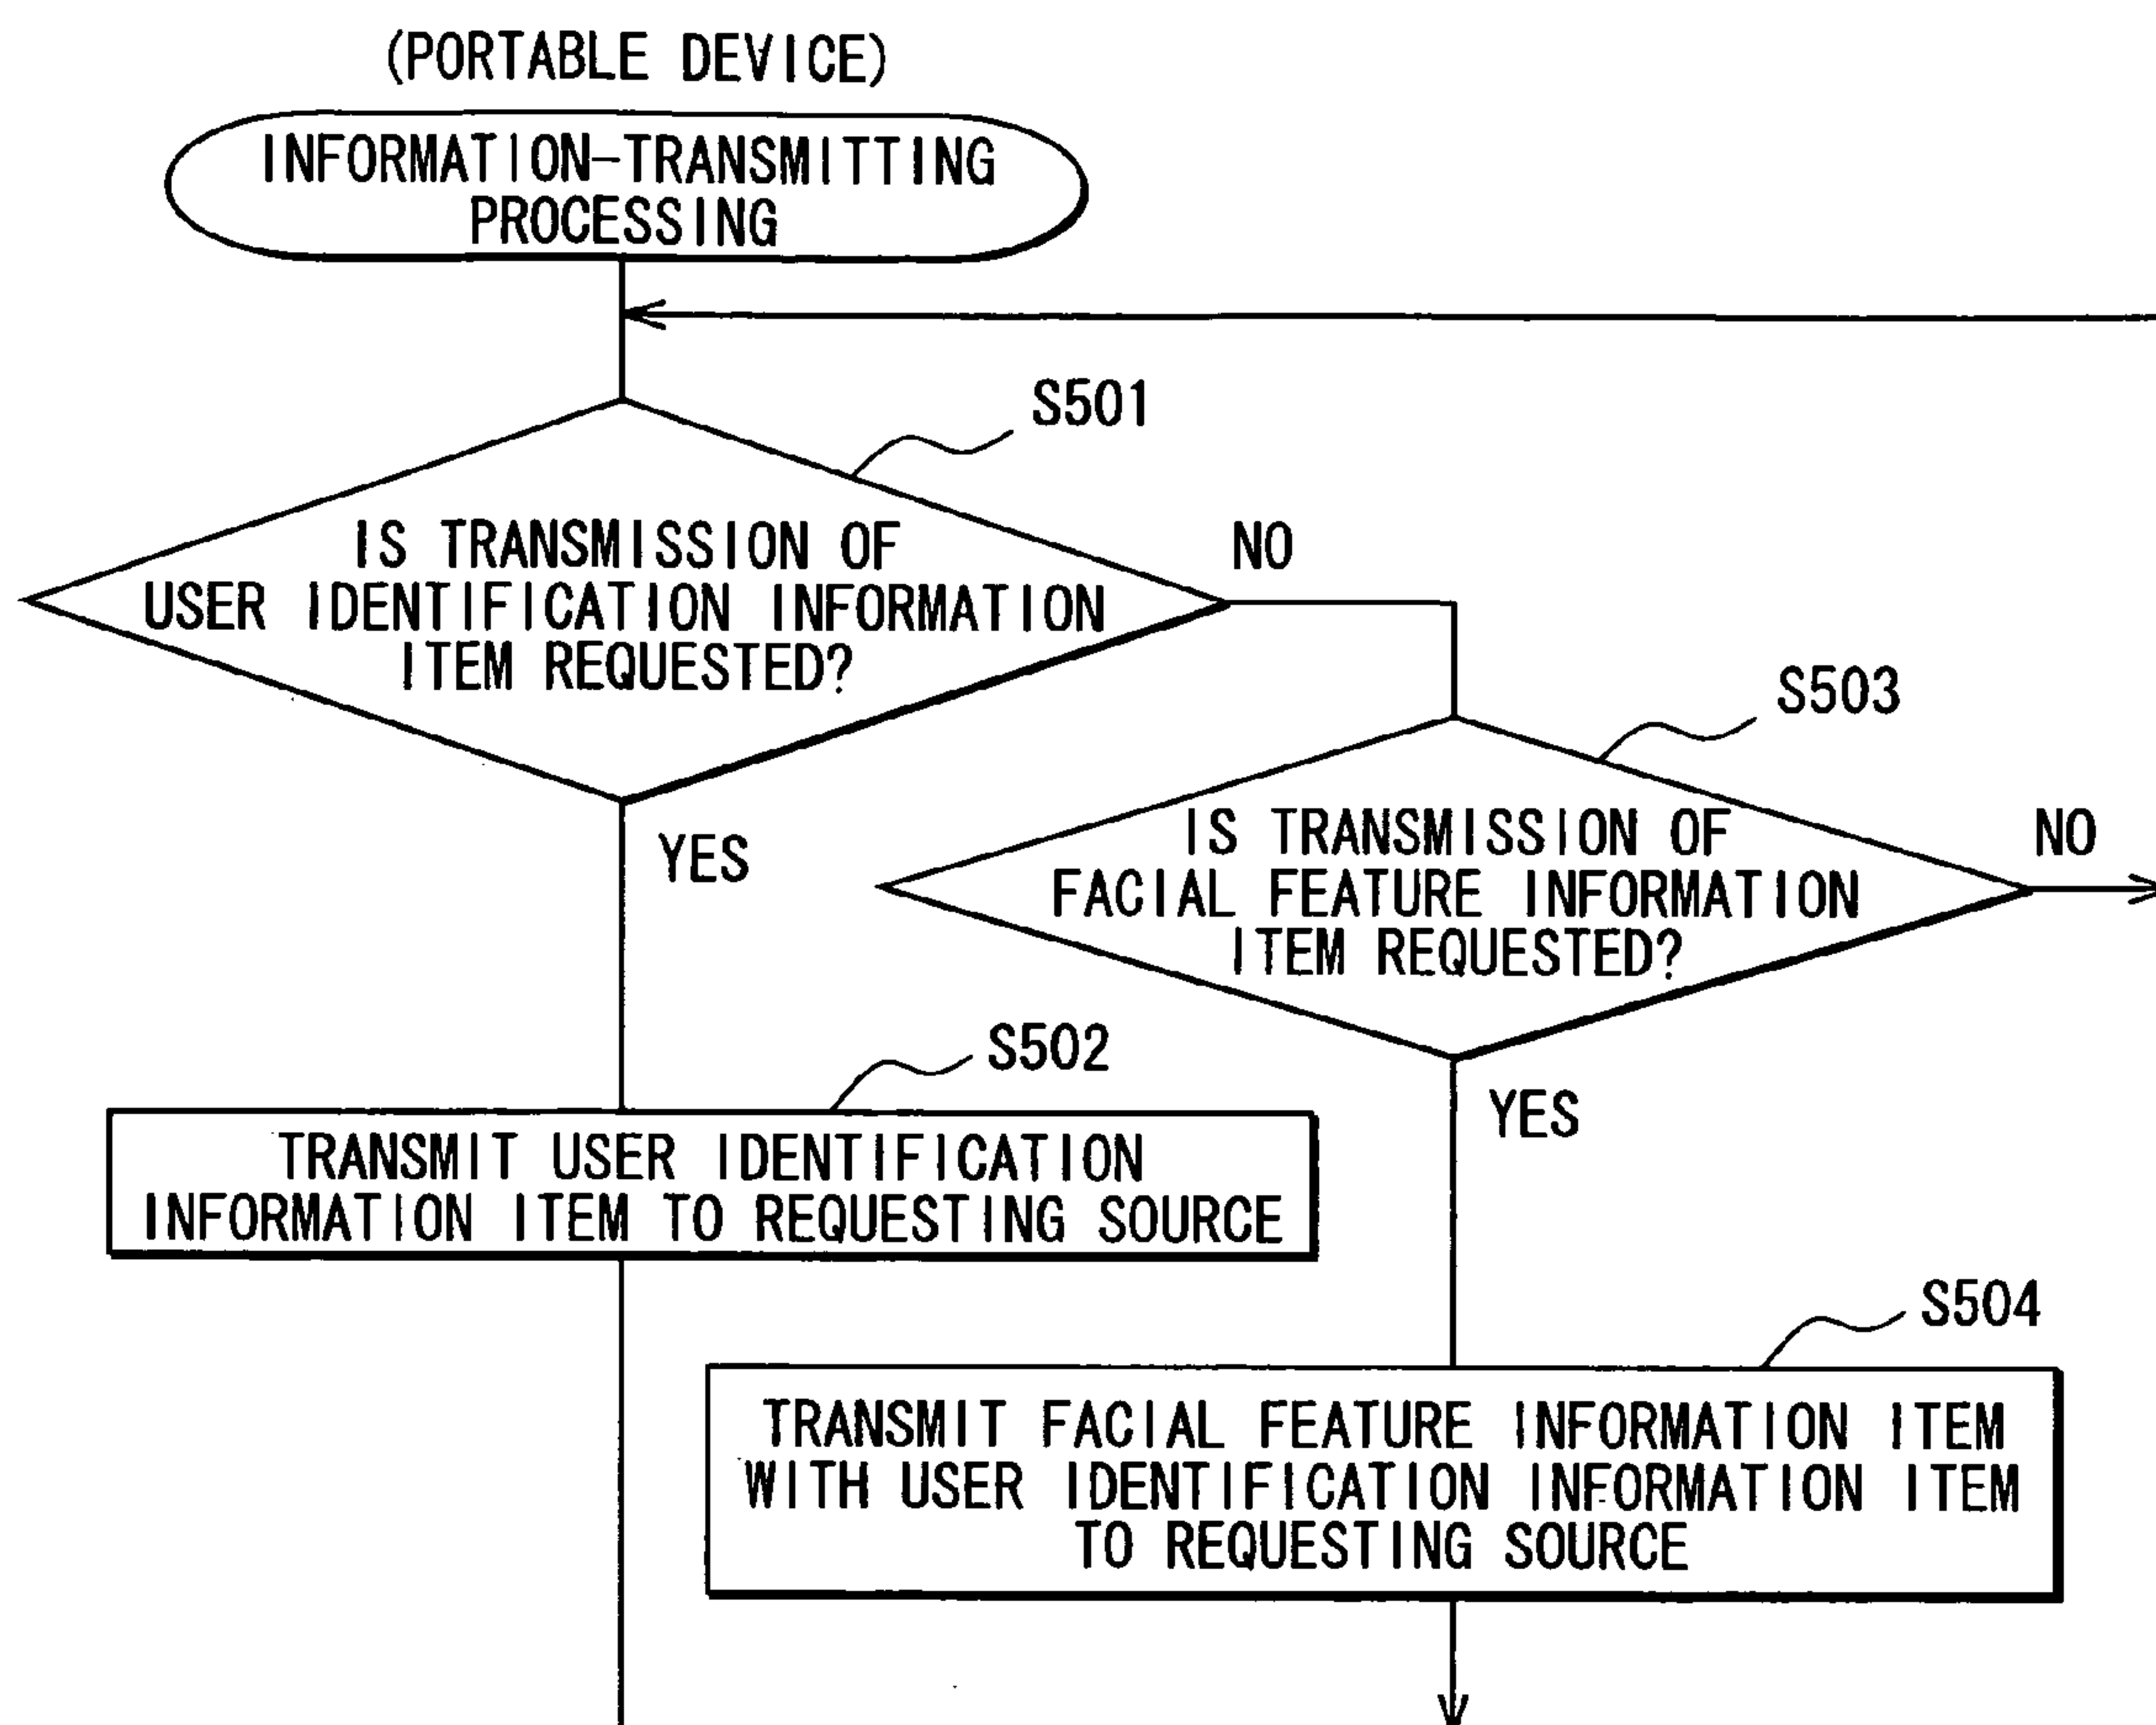 (PORTABLE DEVICE)
INFORMATION-TRANSMITTING
PROCESSING
S501
IS TRANSMISSION OF
USER IDENTIFICATION INFORMATION
ITEM REQUESTED?
NO
YES
S503
IS TRANSMISSION OF
FACIAL FEATURE INFORMATION
ITEM REQUESTED?
NO
YES
S502
TRANSMIT USER IDENTIFICATION
INFORMATION ITEM TO REQUESTING SOURCE
S504
TRANSMIT FACIAL FEATURE INFORMATION ITEM
WITH USER IDENTIFICATION INFORMATION ITEM
TO REQUESTING SOURCE